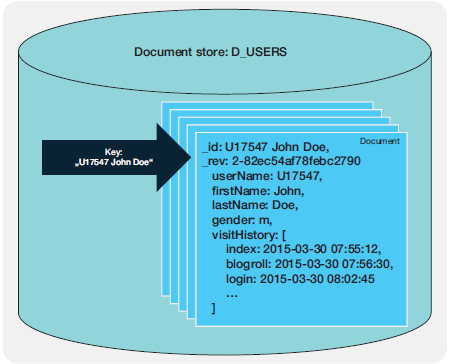 Document store: D_USERS
Key:
„U17547 John Doe“
Document
_id: U17547 John Doe,
_rev: 2-82ec54af78febc2790
userName: U17547,
firstName: John,
lastName: Doe,
gender: m,
visitHistory: [
index: 2015-03-30 07:55:12,
blogroll: 2015-03-30 07:56:30,
login: 2015-03-30 08:02:45
…
]